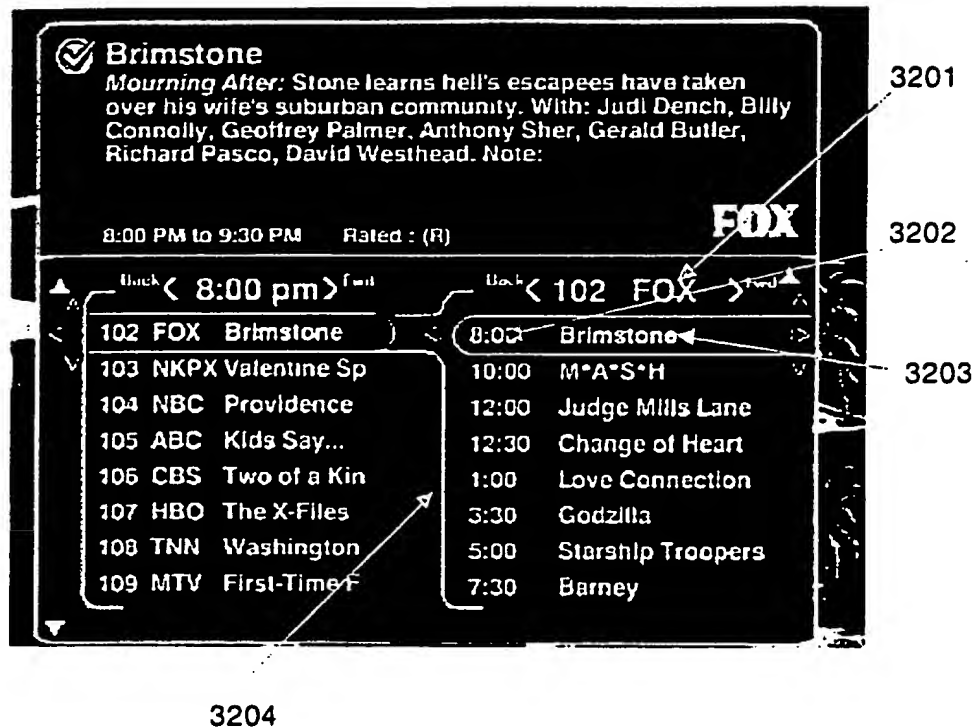 Brimstone
Mourning After: Stone learns hell's escapees have taken
over his wife's suburban community. With: Judi Dench, Billy
Connolly, Geoffrey Palmer, Anthony Sher, Gerald Butler,
Richard Pasco, David Westhead. Note:
8:00 PM to 9:30 PM Rated : (R)
FOX
Back < 8:00 pm > Fwd
Back < 102 FOX > Fwd
102 FOX Brimstone
103 NKPX Valentine Sp
104 NBC Providence
105 ABC Kids Say...
106 CBS Two of a Kin
107 HBO The X-Files
108 TNN Washington
109 MTV First-Time F
8:00 Brimstone
10:00 M*A*S*H
12:00 Judge Mills Lane
12:30 Change of Heart
1:00 Love Connection
3:30 Godzilla
5:00 Starship Troopers
7:30 Barney
3201
3202
3203
3204